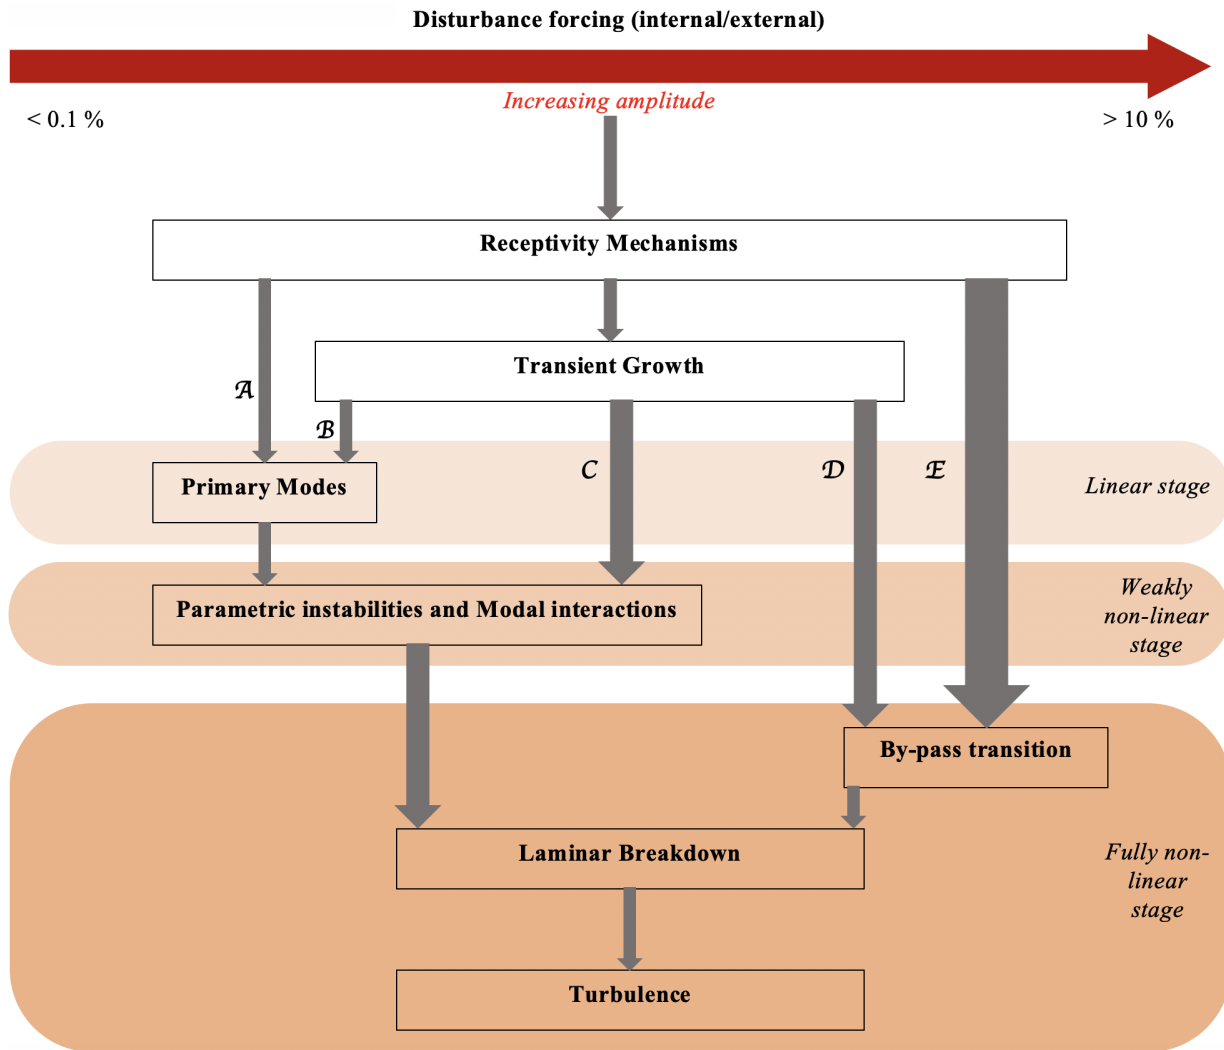 Disturbance forcing (internal/external)
Increasing amplitude
< 0.1 %
> 10 %
Receptivity Mechanisms
Transient Growth
𝒜
ℬ
𝒞
𝒟
ℰ
Primary Modes
Linear stage
Parametric instabilities and Modal interactions
Weakly
non-linear
stage
By-pass transition
Laminar Breakdown
Fully non-
linear
stage
Turbulence